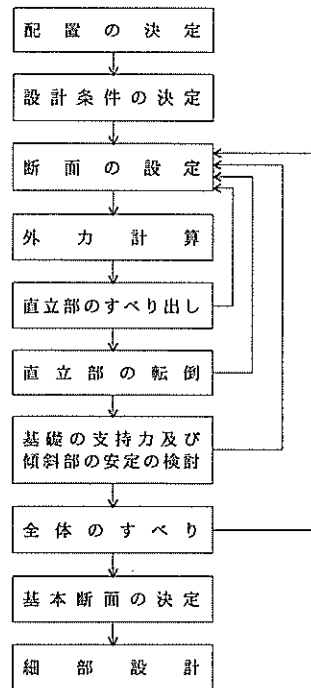 配置の決定
設計条件の決定
断面の設定
外力計算
直立部のすべり出し
直立部の転倒
基礎の支持力及び
傾斜部の安定の検討
全体のすべり
基本断面の決定
細部設計